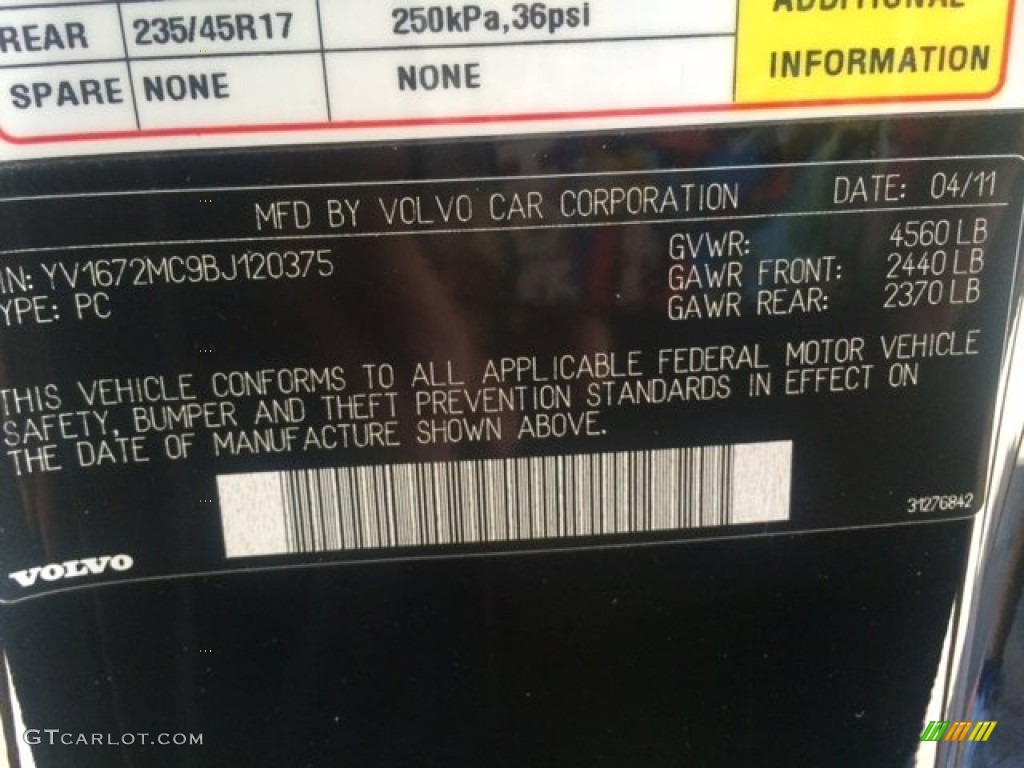 REAR 235/45R17 250kPa,36psi
ADDITIONAL
SPARE NONE NONE
INFORMATION
MFD BY VOLVO CAR CORPORATION DATE: 04/11
IN: YV1672MC9BJ120375 GVWR: 4560 LB
GAWR FRONT: 2440 LB
YPE: PC GAWR REAR: 2370 LB
THIS VEHICLE CONFORMS TO ALL APPLICABLE FEDERAL MOTOR VEHICLE
SAFETY, BUMPER AND THEFT PREVENTION STANDARDS IN EFFECT ON
THE DATE OF MANUFACTURE SHOWN ABOVE.
31276842
VOLVO
GTCARLOT.COM